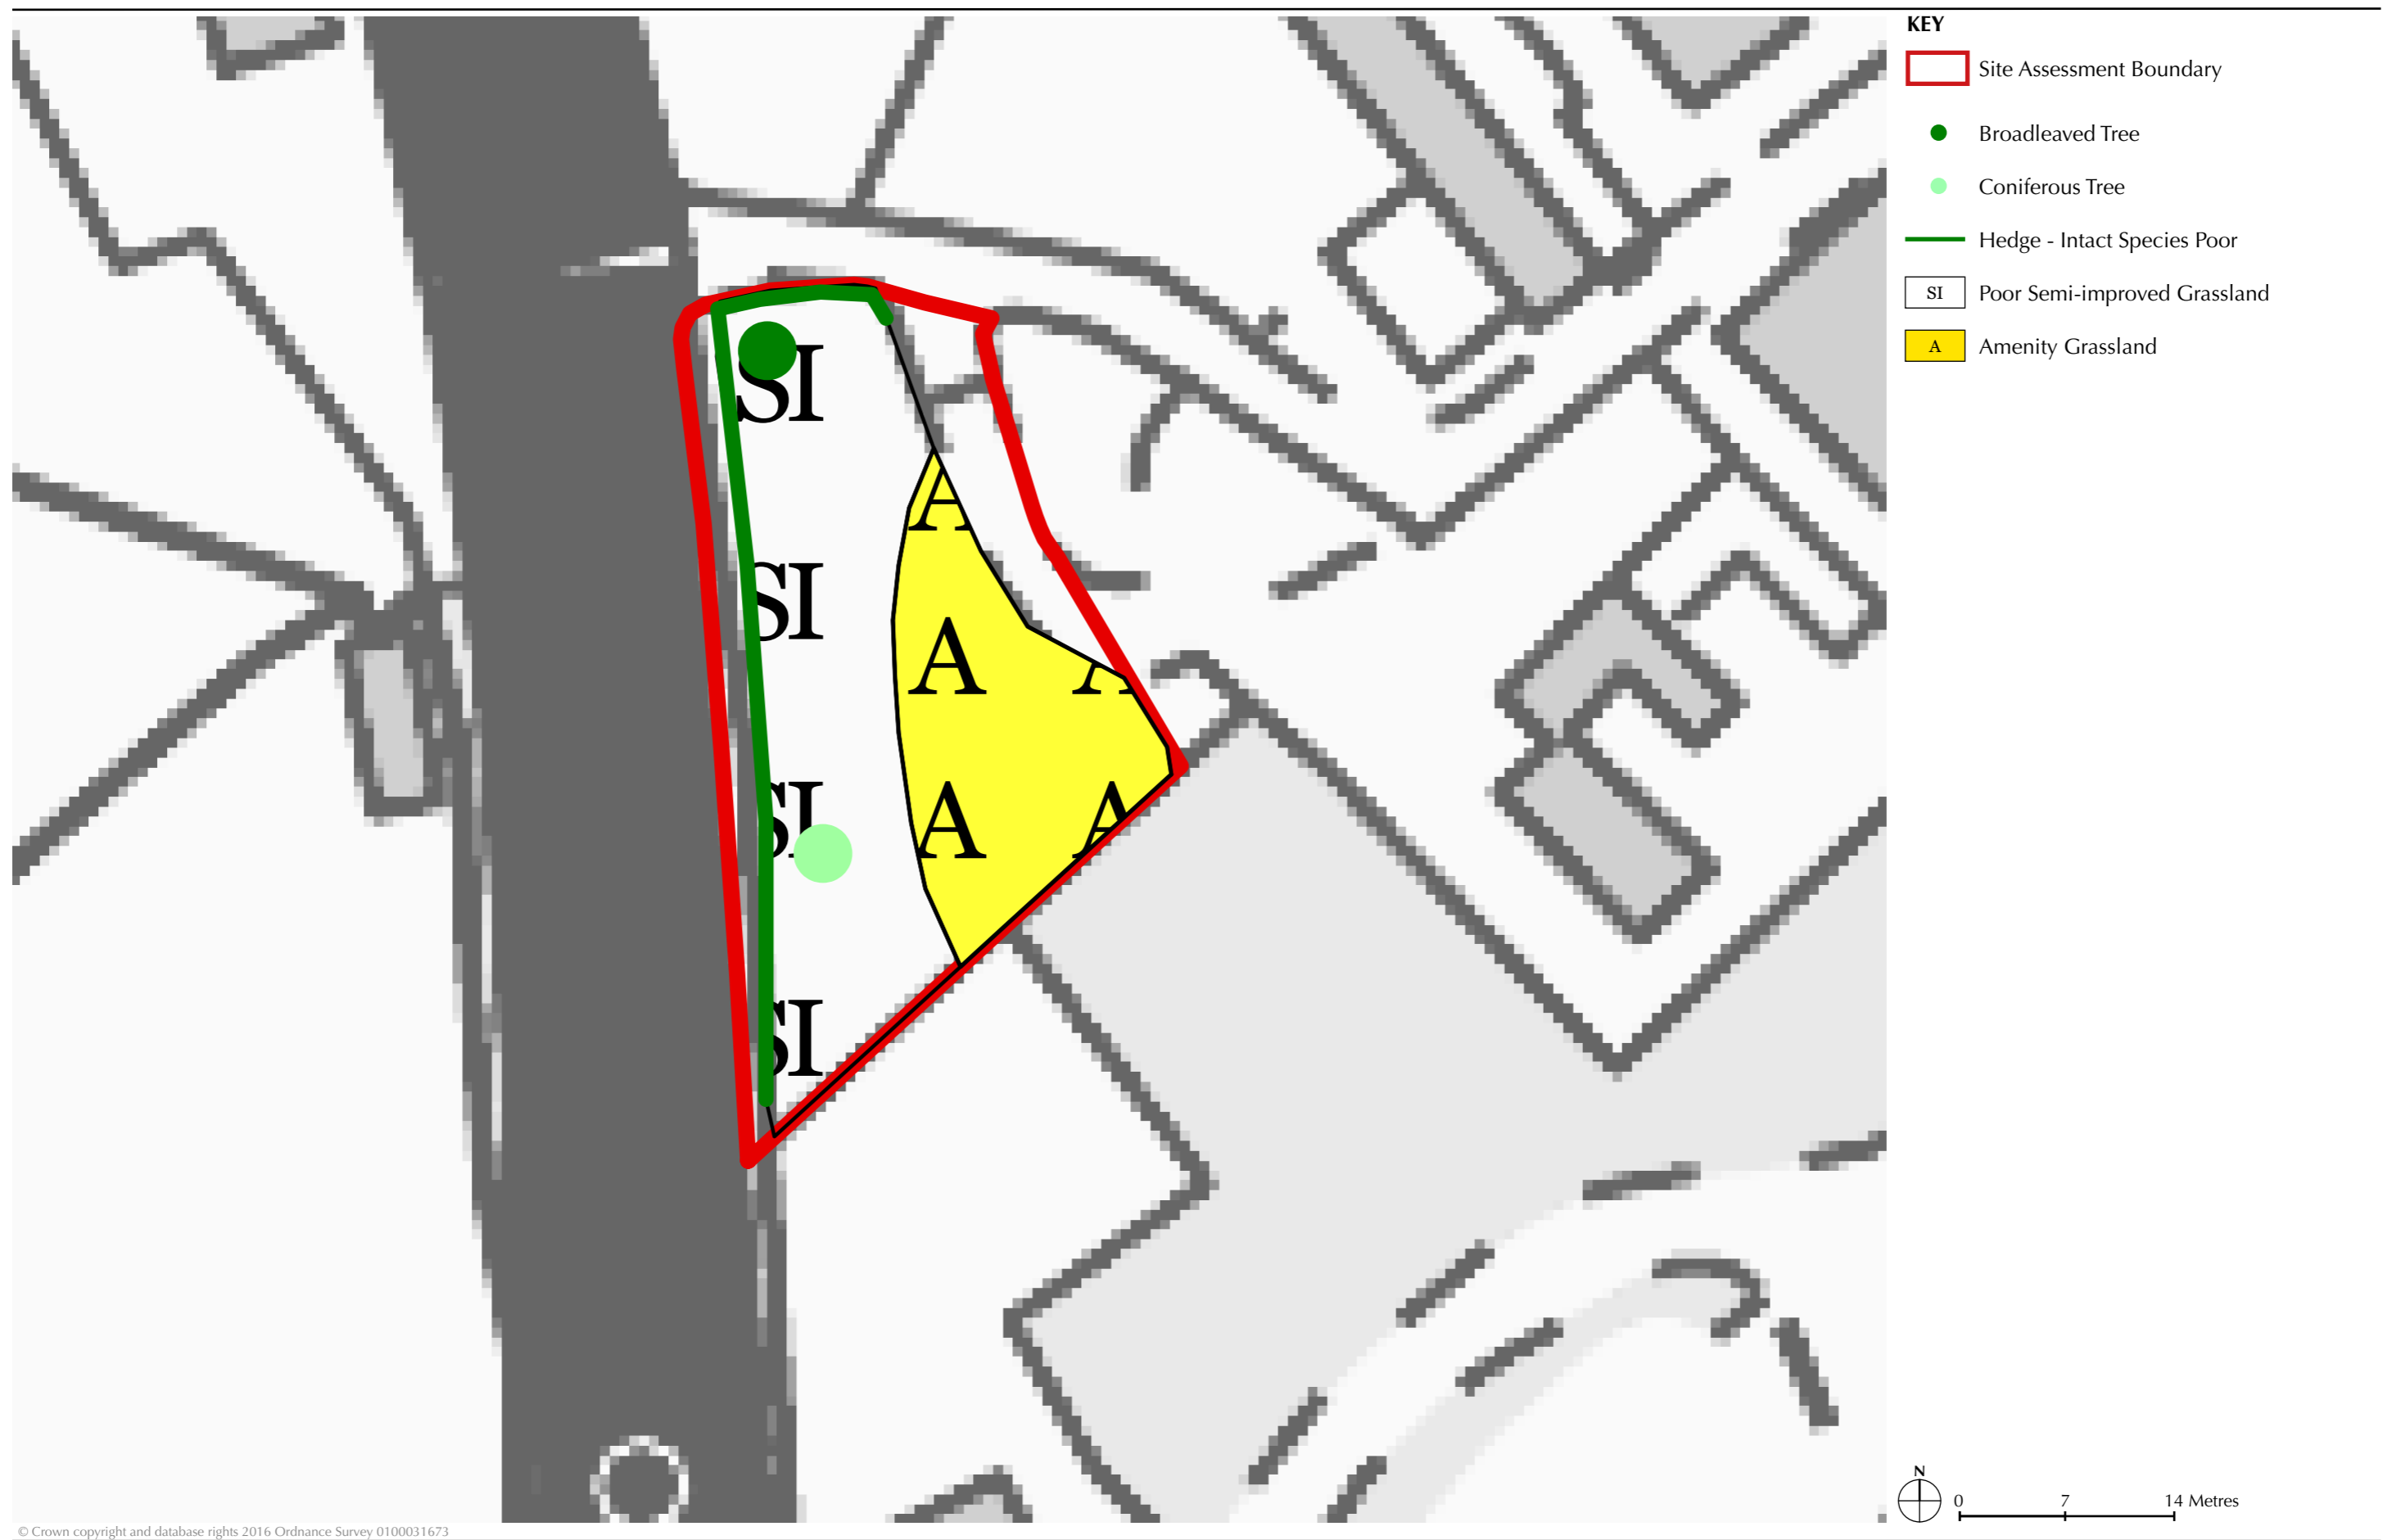 KEY
Site Assessment Boundary
Broadleaved Tree
Coniferous Tree
Hedge - Intact Species Poor
SI Poor Semi-improved Grassland
A Amenity Grassland
SI
A
SI
A A
SI
A A
SI
N
0 7 14 Metres
© Crown copyright and database rights 2016 Ordnance Survey 0100031673